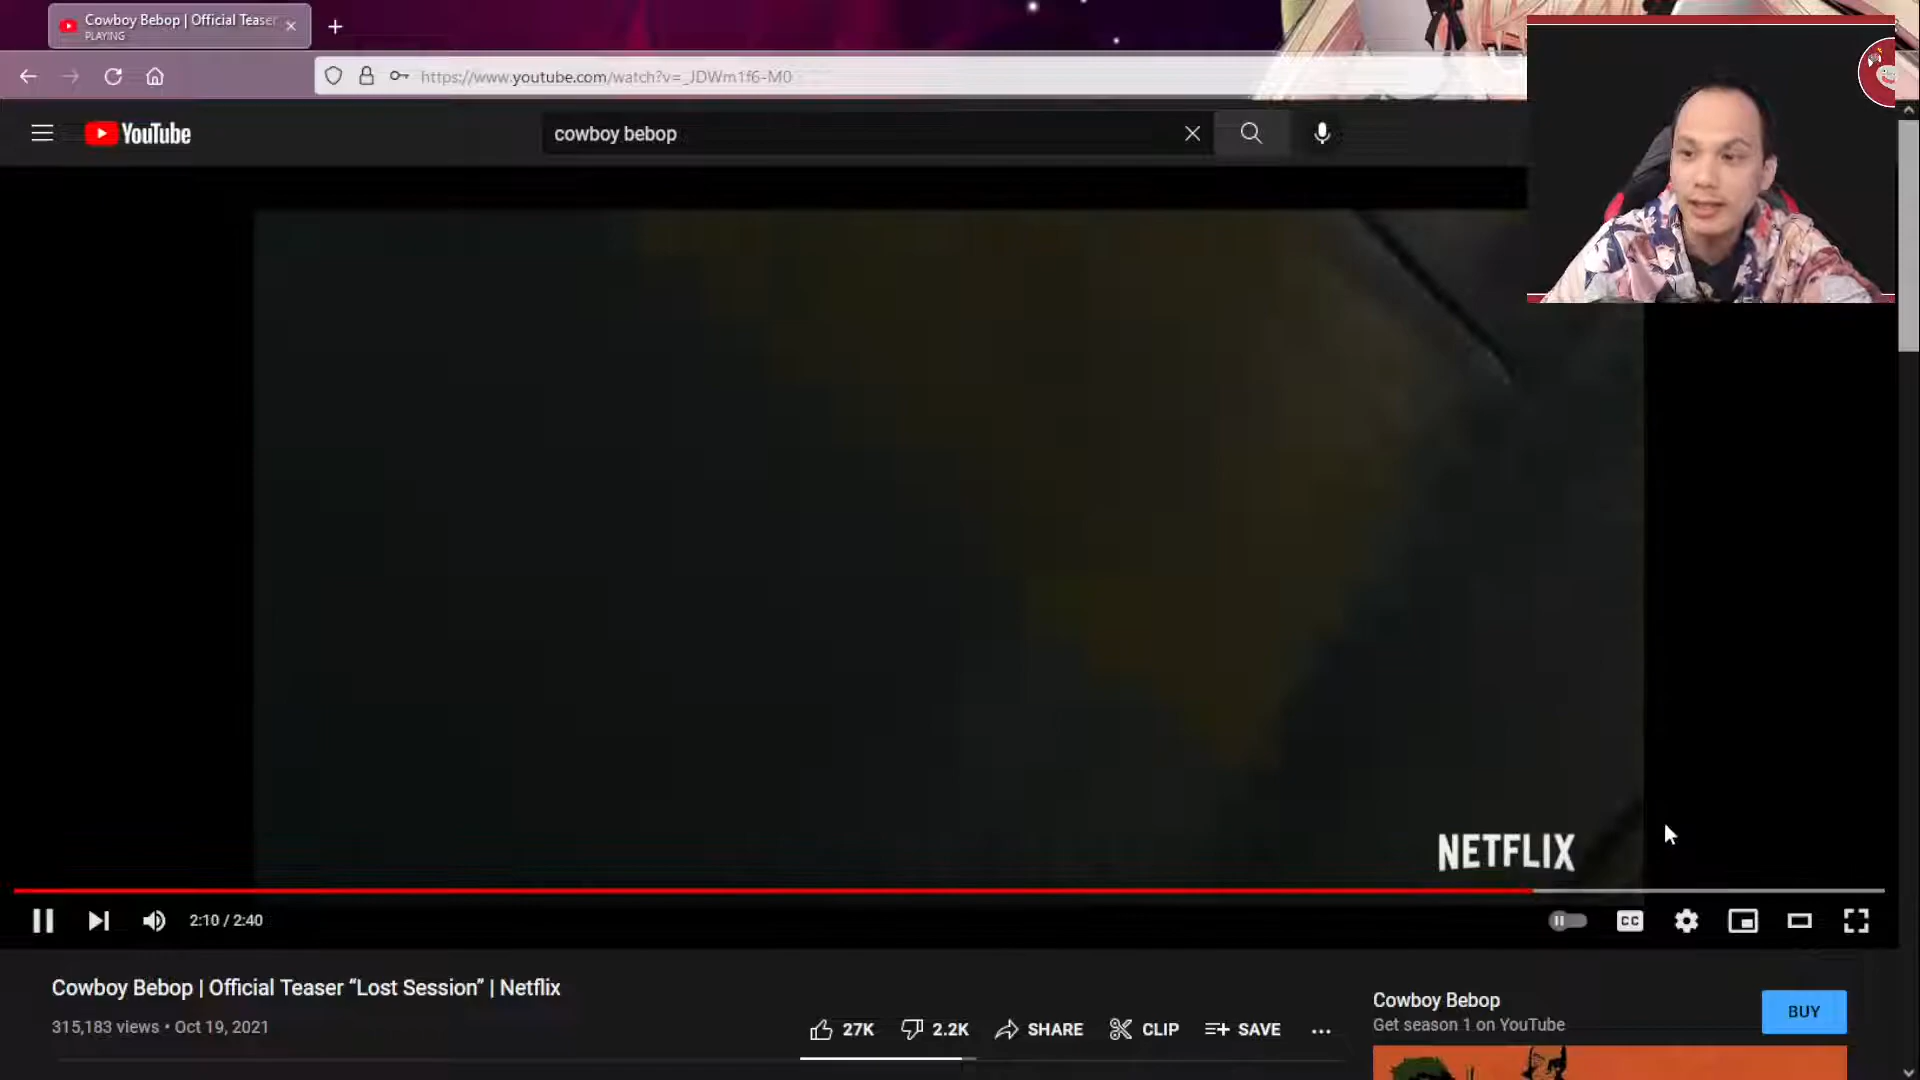 Cowboy Bebop | Official Teaser
PLAYING
https://www.youtube.com/watch?v=_JDWm1f6-M0
YouTube
cowboy bebop
NETFLIX
2:10 / 2:40
CC
Cowboy Bebop | Official Teaser “Lost Session” | Netflix
315,183 views • Oct 19, 2021
27K
2.2K
SHARE
CLIP
SAVE
Cowboy Bebop
Get season 1 on YouTube
BUY